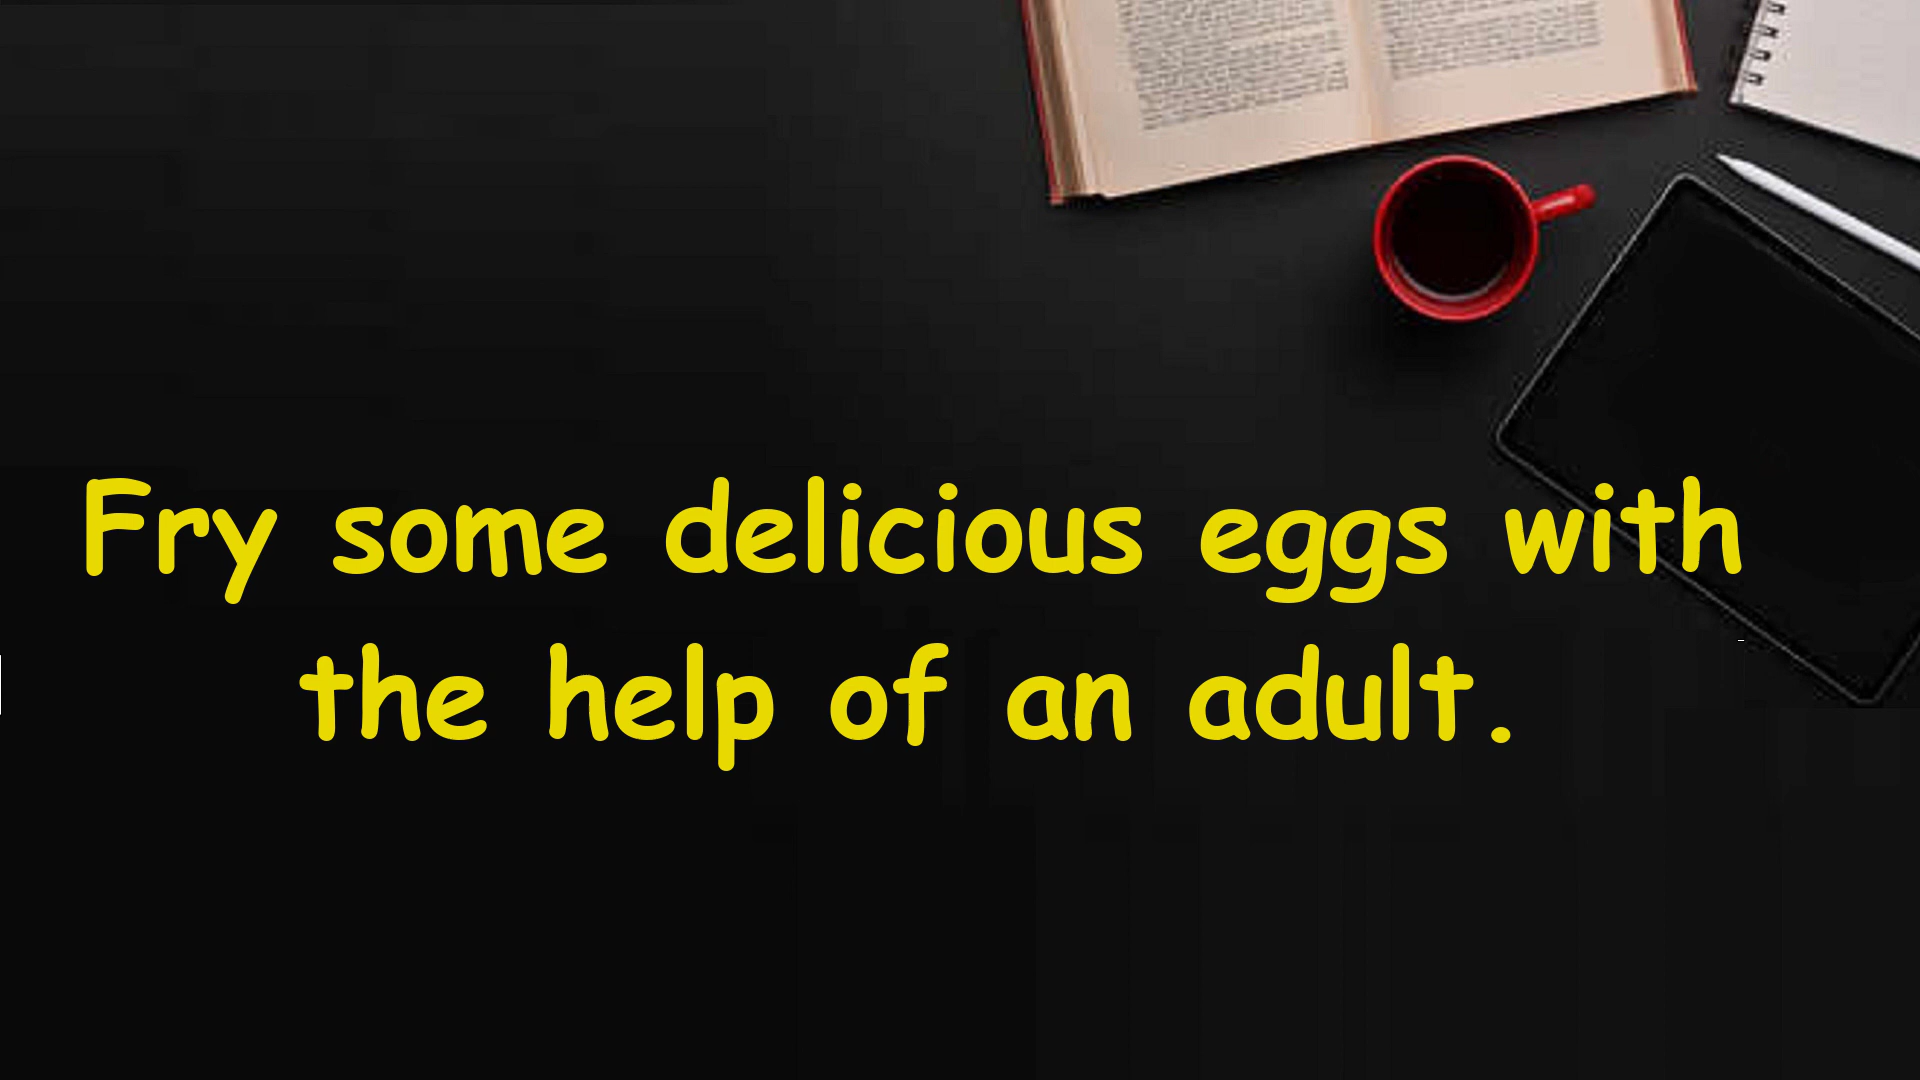 Fry some delicious eggs with
the help of an adult.